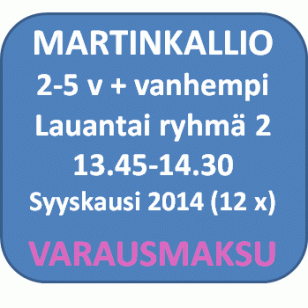 MARTINKALLIO
2-5 v + vanhempi
Lauantai ryhmä 2
13.45-14.30
Syyskausi 2014 (12 x)
VARAUSMAKSU